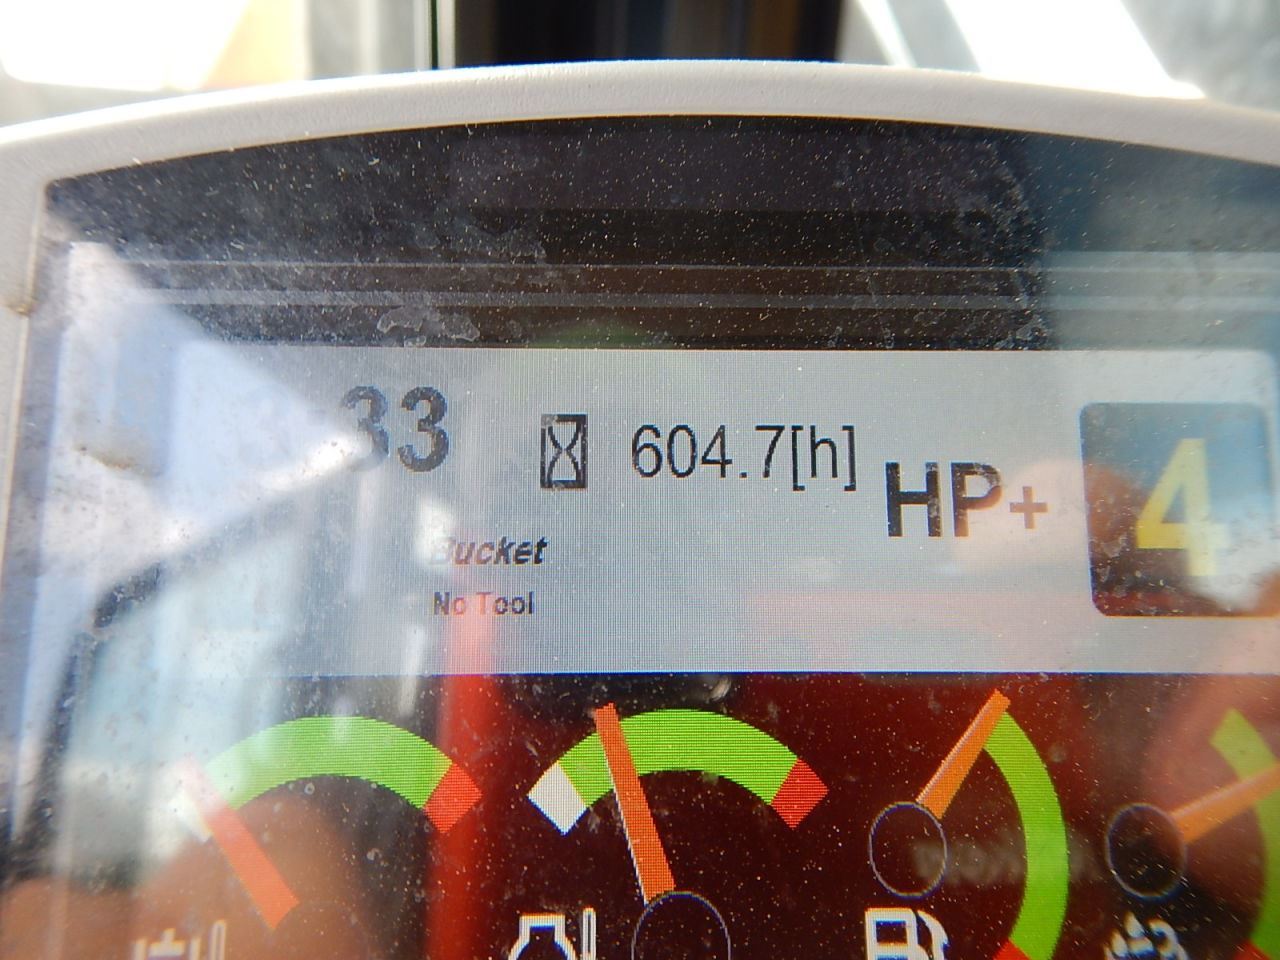 33
604.7[h]
HP+
4
Bucket
No Tool